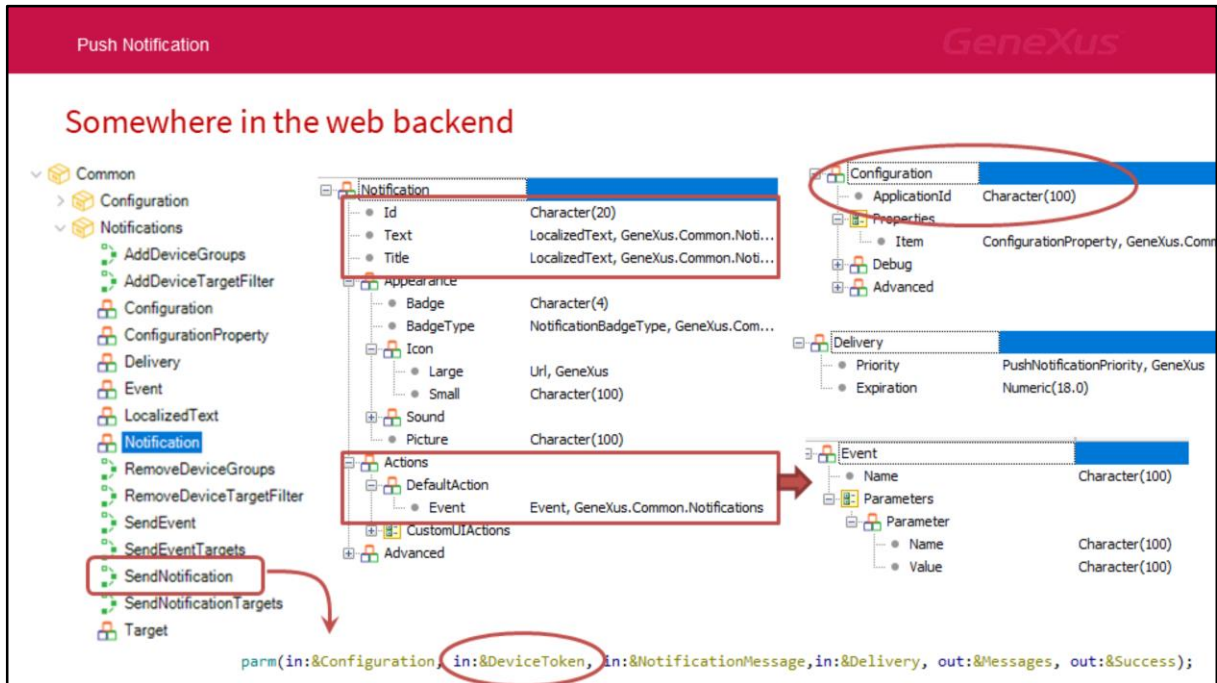 Push Notification
GeneXus
Somewhere in the web backend
Common
Configuration
Notifications
AddDeviceGroups
AddDeviceTargetFilter
Configuration
ConfigurationProperty
Delivery
Event
LocalizedText
Notification
RemoveDeviceGroups
RemoveDeviceTargetFilter
SendEvent
SendEventTargets
SendNotification
SendNotificationTargets
Target
Notification
Id Character(20)
Text LocalizedText, GeneXus.Common.Noti...
Title LocalizedText, GeneXus.Common.Noti...
Appearance
Badge Character(4)
BadgeType NotificationBadgeType, GeneXus.Com...
Icon
Large Url, GeneXus
Small Character(100)
Sound
Picture Character(100)
Actions
DefaultAction
Event Event, GeneXus.Common.Notifications
CustomUIActions
Advanced
Configuration
ApplicationId Character(100)
Properties
Item ConfigurationProperty, GeneXus.Comm
Debug
Advanced
Delivery
Priority PushNotificationPriority, GeneXus
Expiration Numeric(18.0)
Event
Name Character(100)
Parameters
Parameter
Name Character(100)
Value Character(100)
parm(in:&Configuration, in:&DeviceToken, in:&NotificationMessage,in:&Delivery, out:&Messages, out:&Success);